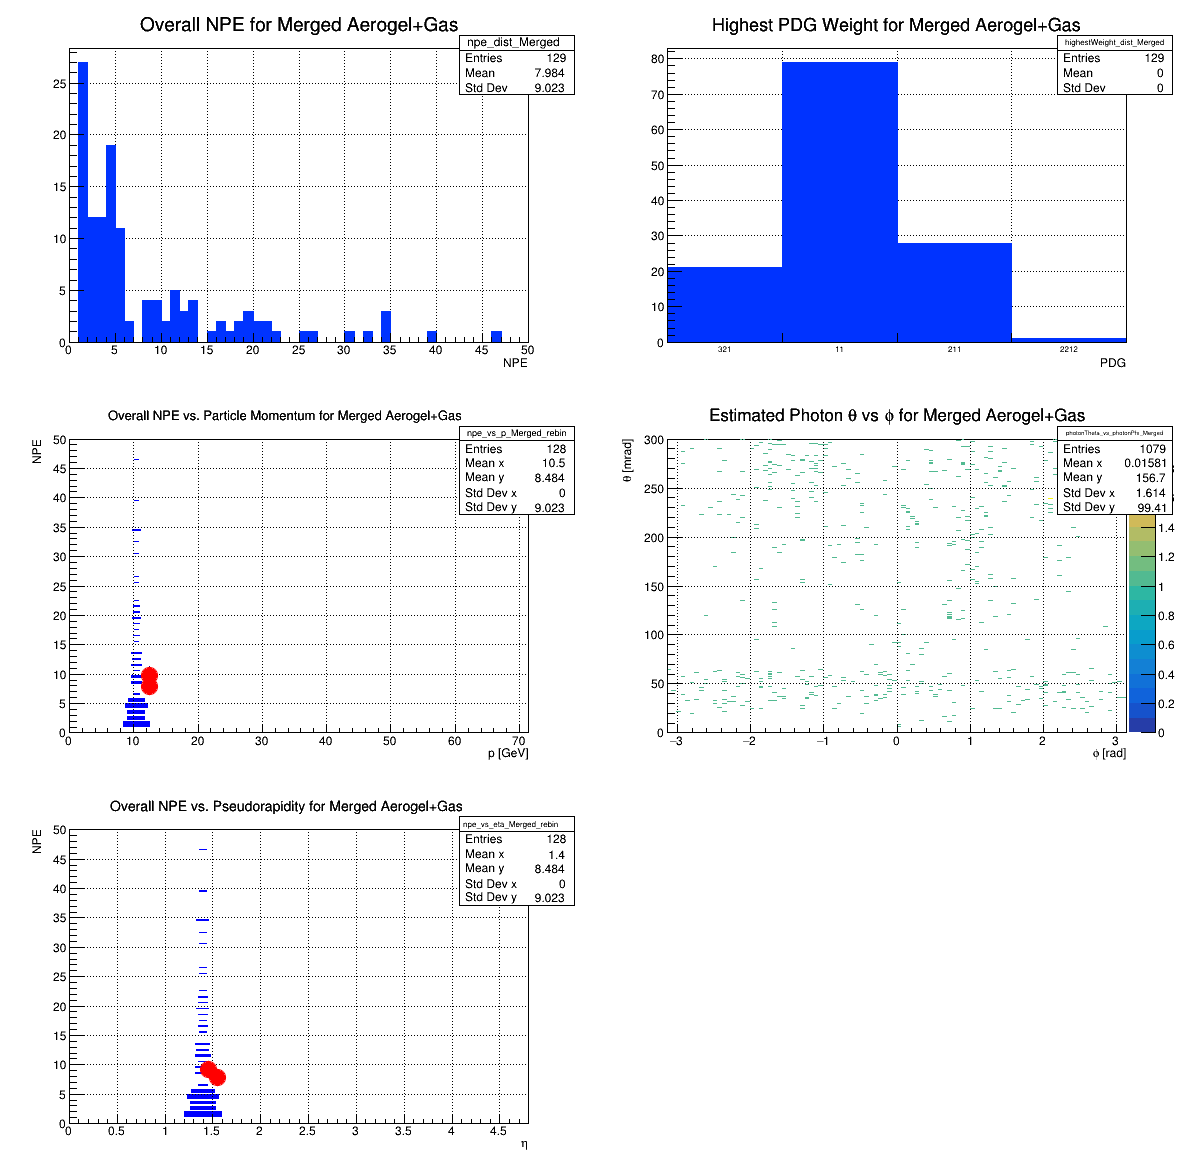 Overall NPE for Merged Aerogel+Gas
npe_dist_Merged
Entries 129
Mean 7.984
Std Dev 9.023
25
20
15
10
5
0
0 5 10 15 20 25 30 35 40 45 50
NPE
Highest PDG Weight for Merged Aerogel+Gas
highestWeight_dist_Merged
Entries 129
Mean 0
Std Dev 0
80
70
60
50
40
30
20
10
0
321 11 211 2212
PDG
Overall NPE vs. Particle Momentum for Merged Aerogel+Gas
npe_vs_p_Merged_rebin
Entries 128
Mean x 10.5
Mean y 8.484
Std Dev x 0
Std Dev y 9.023
NPE
50
45
40
35
30
25
20
15
10
5
0
0 10 20 30 40 50 60 70
p [GeV]
Estimated Photon θ vs ϕ for Merged Aerogel+Gas
photonTheta_vs_photonPhi_Merged
Entries 1079
Mean x 0.01581
Mean y 156.7
Std Dev x 1.614
Std Dev y 99.41
θ [mrad]
300
250
200
150
100
50
0
−3 −2 −1 0 1 2 3
ϕ [rad]
1.4
1.2
1
0.8
0.6
0.4
0.2
0
Overall NPE vs. Pseudorapidity for Merged Aerogel+Gas
npe_vs_eta_Merged_rebin
Entries 128
Mean x 1.4
Mean y 8.484
Std Dev x 0
Std Dev y 9.023
NPE
50
45
40
35
30
25
20
15
10
5
0
0 0.5 1 1.5 2 2.5 3 3.5 4 4.5
η